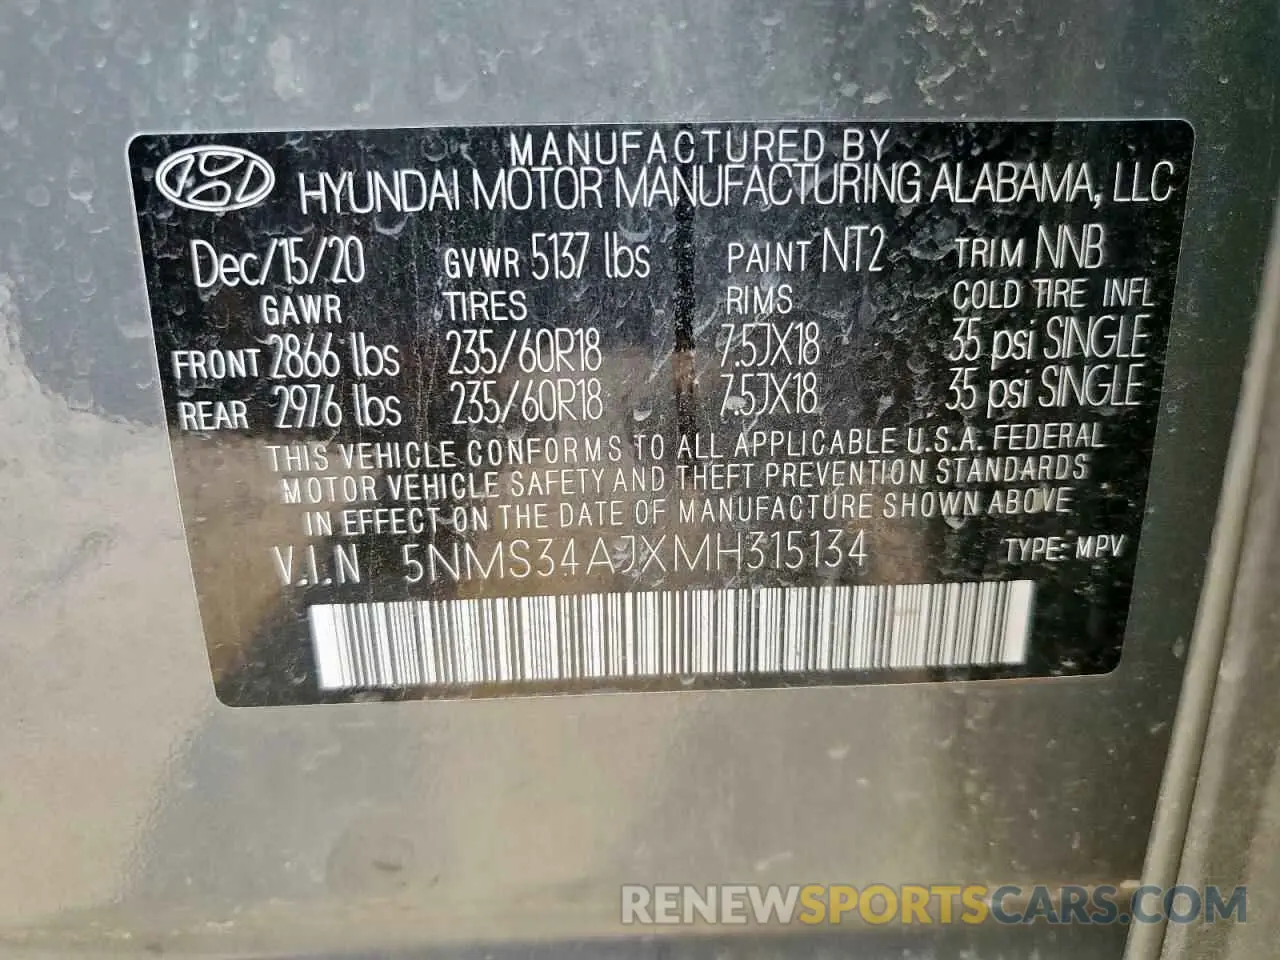 MANUFACTURED BY
HYUNDAI MOTOR MANUFACTURING ALABAMA, LLC
Dec/15/20 GVWR 5137 lbs PAINT NT2 TRIM NNB
GAWR TIRES RIMS COLD TIRE INFL
FRONT 2866 lbs 235/60R18 7.5JX18 35 psi SINGLE
REAR 2976 lbs 235/60R18 7.5JX18 35 psi SINGLE
THIS VEHICLE CONFORMS TO ALL APPLICABLE U.S.A. FEDERAL
MOTOR VEHICLE SAFETY AND THEFT PREVENTION STANDARDS
IN EFFECT ON THE DATE OF MANUFACTURE SHOWN ABOVE
V.I.N 5NMS34AJXMH315134 TYPE: MPV
RENEWSPORTSCARS.COM